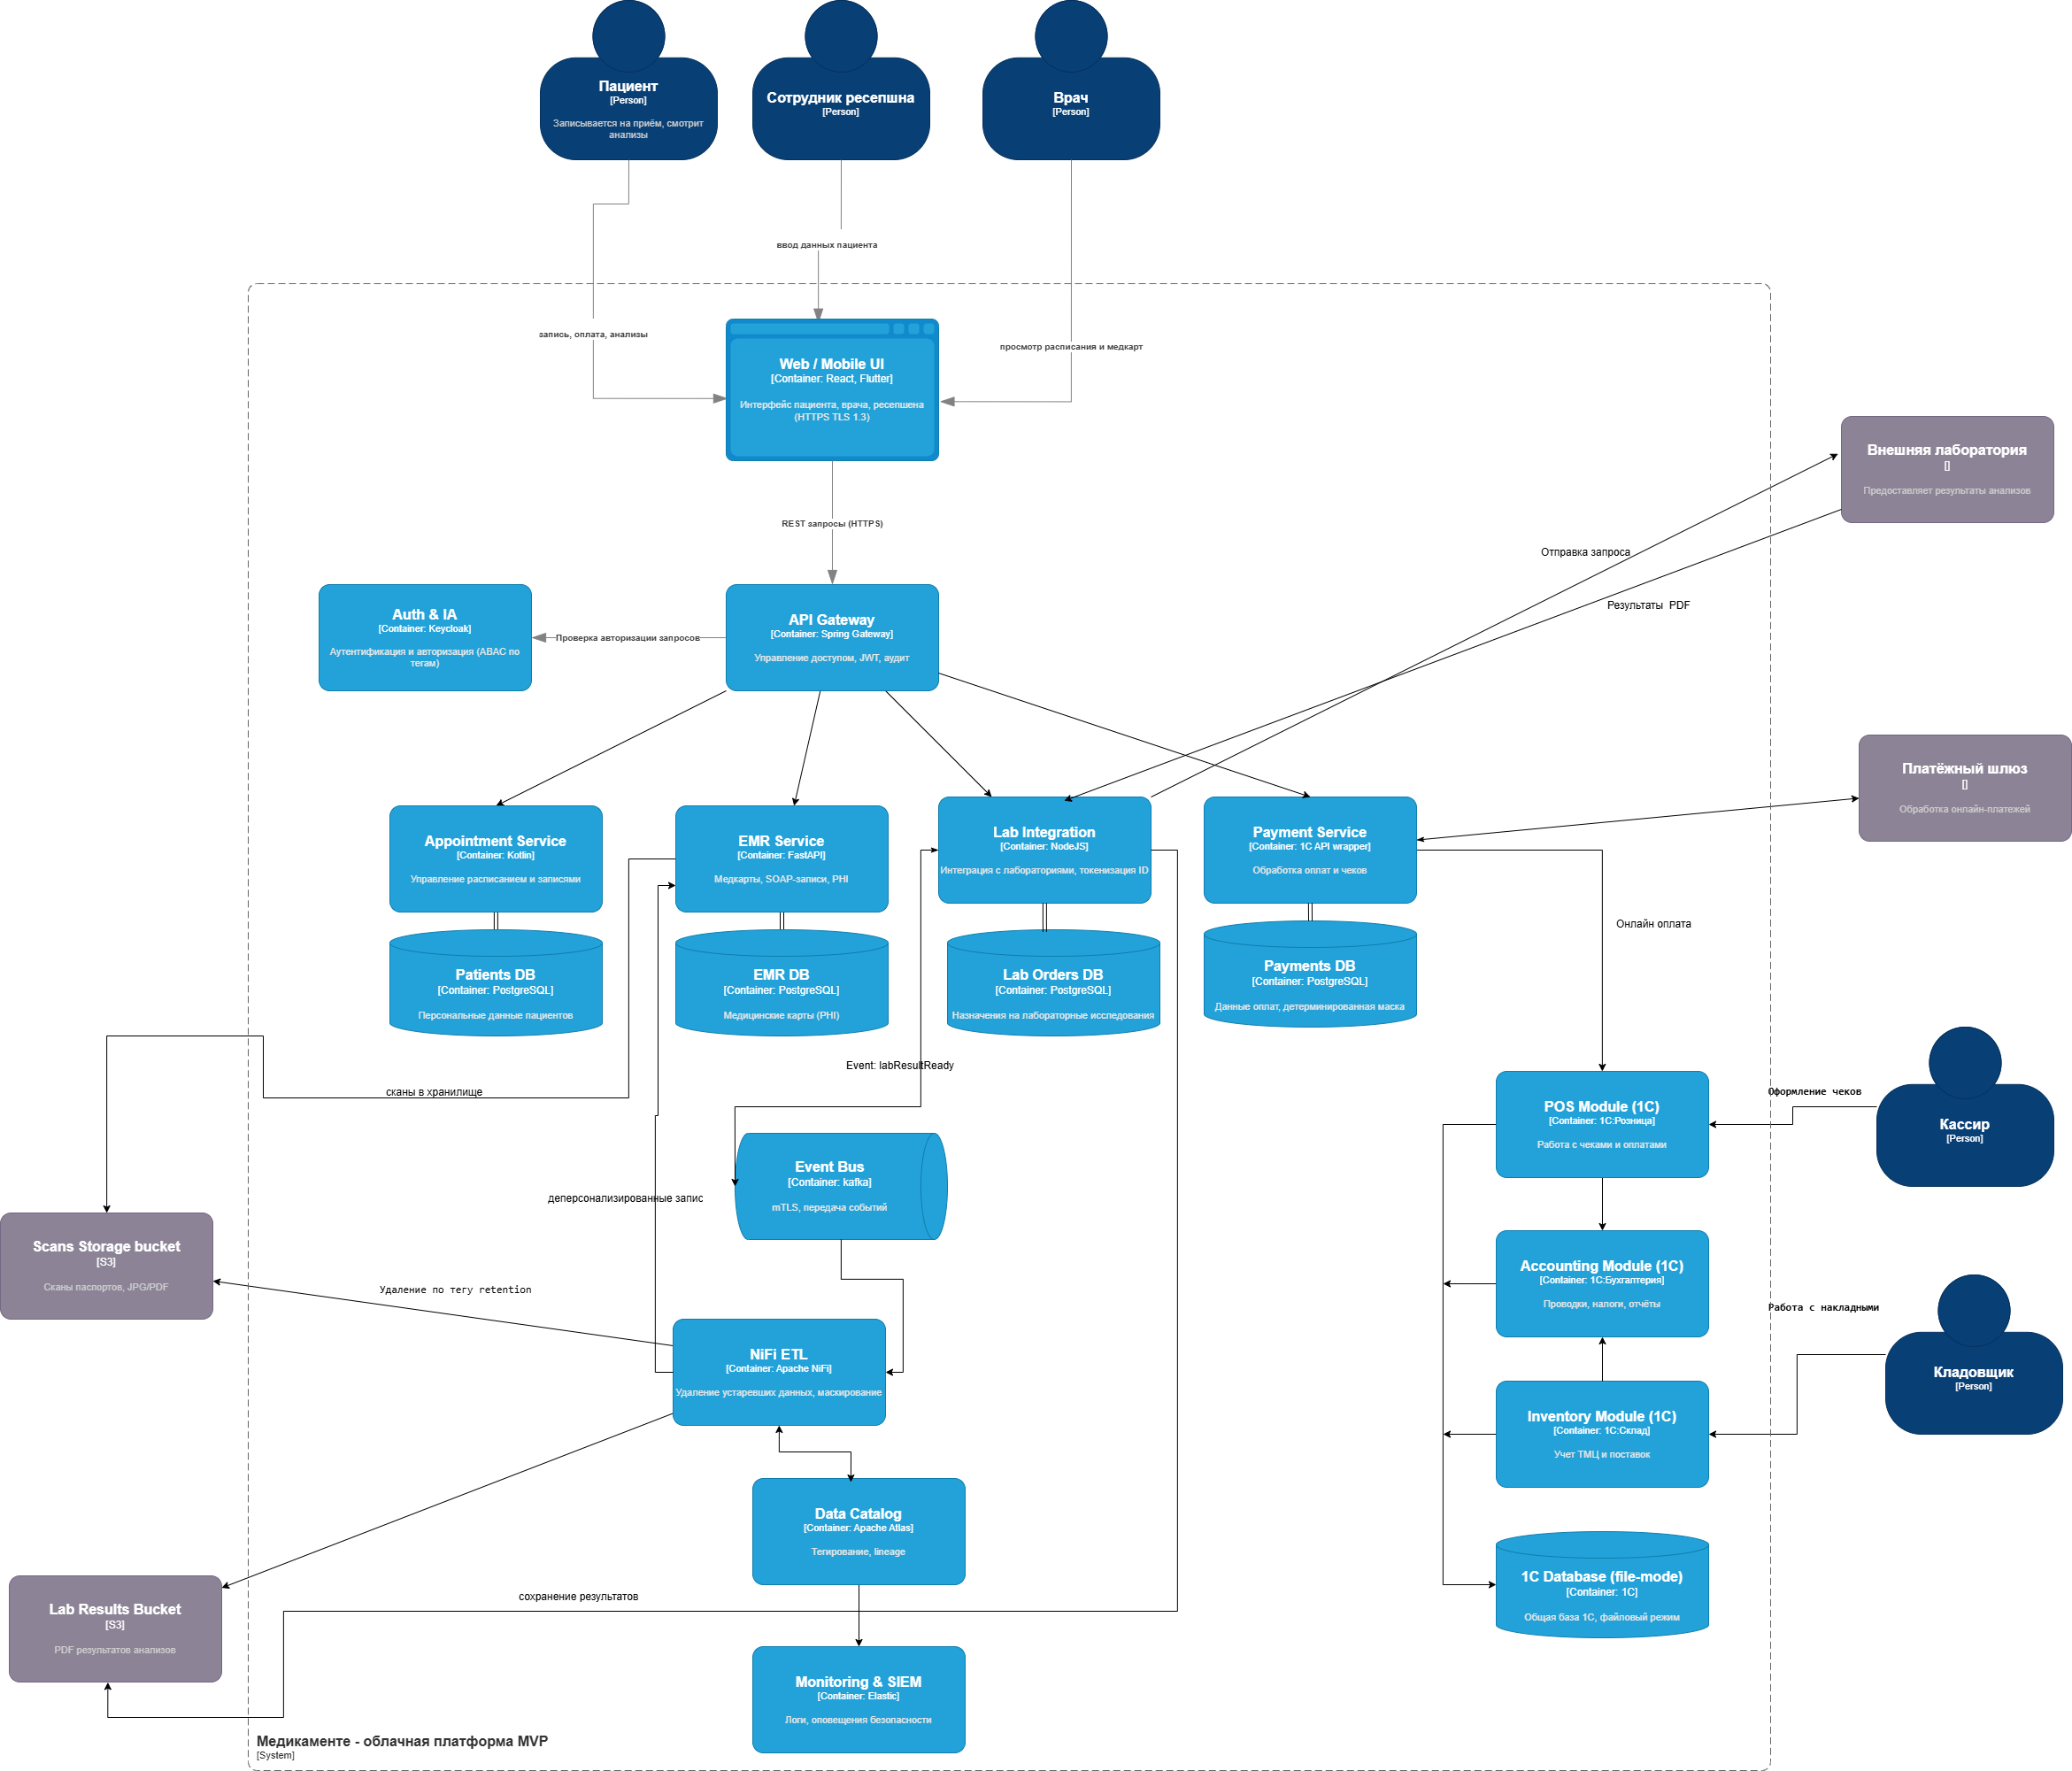 Пациент
[Person]
Записывается на приём, смотрит
анализы
Сотрудник ресепшна
[Person]
Врач
[Person]
ввод данных пациента
запись, оплата, анализы
просмотр расписания и медкарт
Web / Mobile UI
[Container: React, Flutter]
Интерфейс пациента, врача, ресепшена
(HTTPS TLS 1.3)
Внешняя лаборатория
[]
Предоставляет результаты анализов
REST запросы (HTTPS)
Отправка запроса
Результаты  PDF
Auth & IA
[Container: Keycloak]
Аутентификация и авторизация (ABAC по
тегам)
Проверка авторизации запросов
API Gateway
[Container: Spring Gateway]
Управление доступом, JWT, аудит
Платёжный шлюз
[]
Обработка онлайн-платежей
Appointment Service
[Container: Kotlin]
Управление расписанием и записями
EMR Service
[Container: FastAPI]
Медкарты, SOAP-записи, PHI
Lab Integration
[Container: NodeJS]
Интеграция с лабораториями, токенизация ID
Payment Service
[Container: 1C API wrapper]
Обработка оплат и чеков
Онлайн оплата
Patients DB
[Container: PostgreSQL]
Персональные данные пациентов
EMR DB
[Container: PostgreSQL]
Медицинские карты (PHI)
Lab Orders DB
[Container: PostgreSQL]
Назначения на лабораторные исследования
Payments DB
[Container: PostgreSQL]
Данные оплат, детерминированная маска
Event: labResultReady
сканы в хранилище
POS Module (1C)
[Container: 1С:Розница]
Работа с чеками и оплатами
Оформление чеков
Кассир
[Person]
Event Bus
[Container: kafka]
mTLS, передача событий
деперсонализированные запис
Scans Storage bucket
[S3]
Сканы паспортов, JPG/PDF
Удаление по тегу retention
Accounting Module (1C)
[Container: 1С:Бухгалтерия]
Проводки, налоги, отчёты
Работа с накладными
Кладовщик
[Person]
NiFi ETL
[Container: Apache NiFi]
Удаление устаревших данных, маскирование
Inventory Module (1C)
[Container: 1С:Склад]
Учет ТМЦ и поставок
Data Catalog
[Container: Apache Atlas]
Тегирование, lineage
1C Database (file-mode)
[Container: 1C]
Общая база 1С, файловый режим
сохранение результатов
Lab Results Bucket
[S3]
PDF результатов анализов
Monitoring & SIEM
[Container: Elastic]
Логи, оповещения безопасности
Медикаменте - облачная платформа MVP
[System]